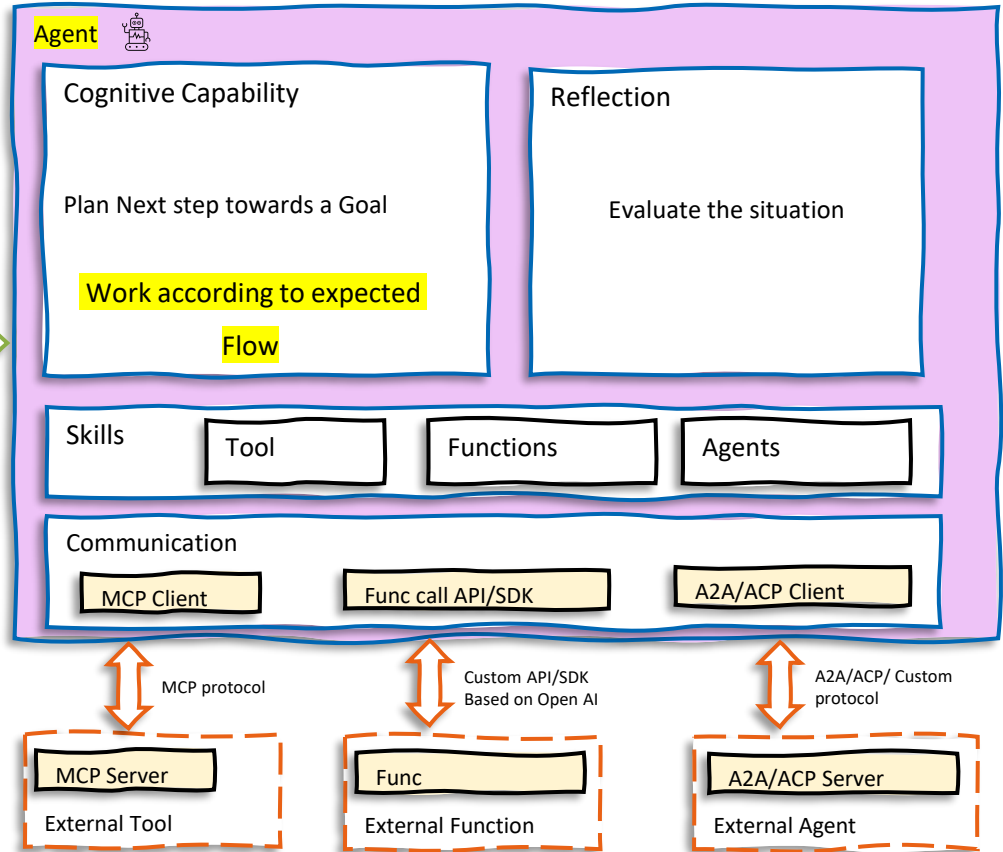 Agent
Cognitive Capability
Reflection
Plan Next step towards a Goal
Evaluate the situation
Work according to expected
Flow
Skills
Tool
Functions
Agents
Communication
MCP Client
Func call API/SDK
A2A/ACP Client
MCP protocol
Custom API/SDK
Based on Open AI
A2A/ACP/ Custom
protocol
MCP Server
Func
A2A/ACP Server
External Tool
External Function
External Agent